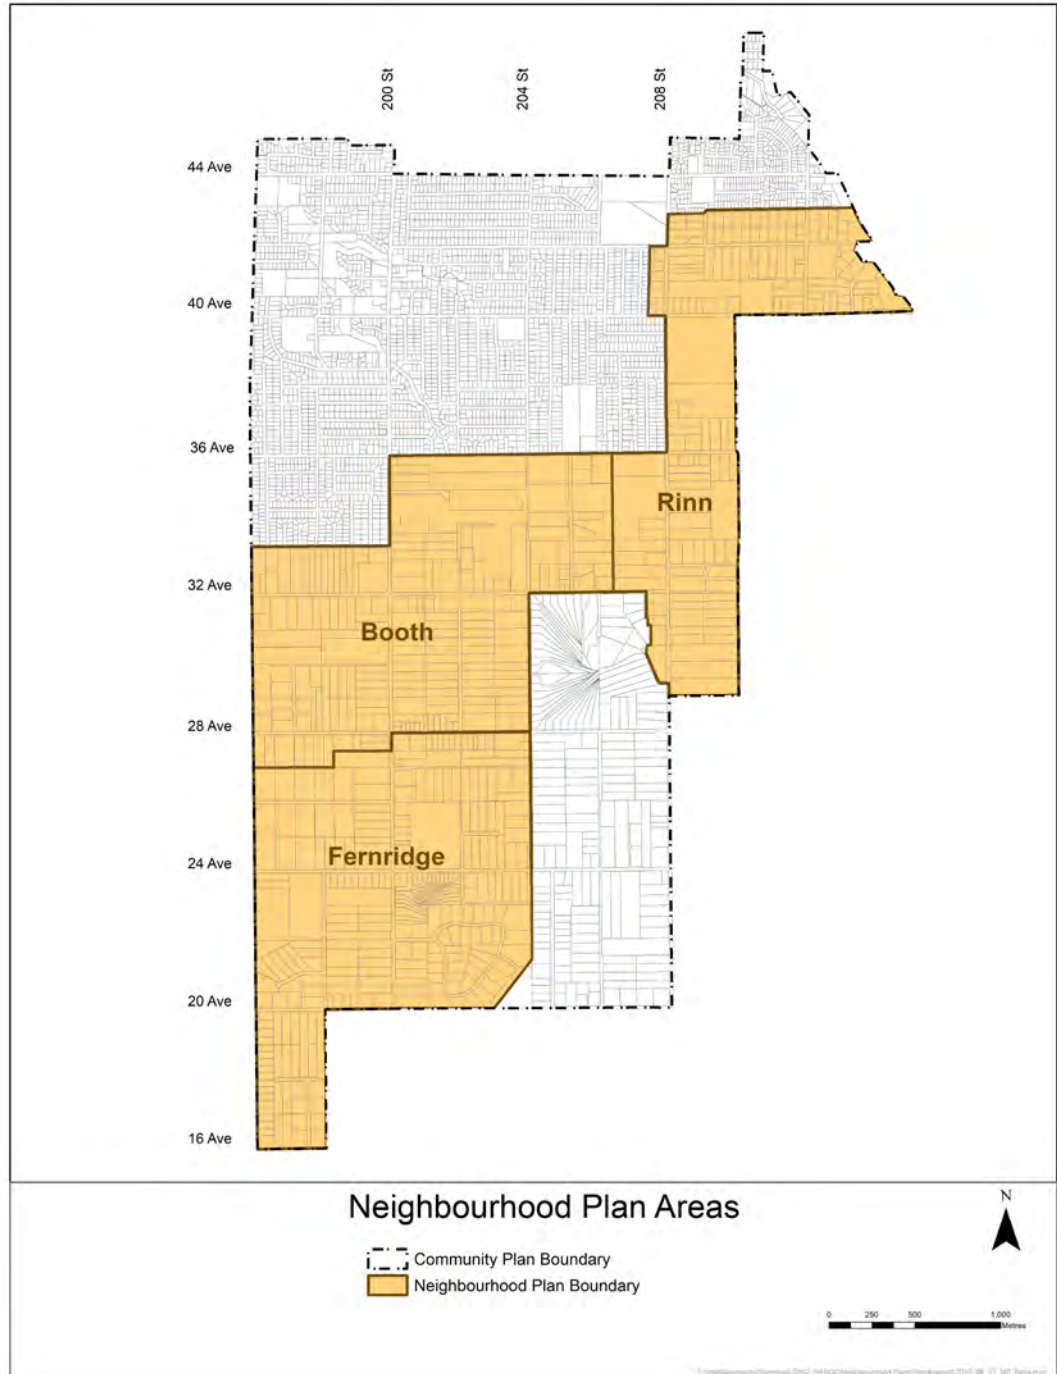 200 St
204 St
208 St
44 Ave
40 Ave
36 Ave
Rinn
32 Ave
Booth
28 Ave
Fernridge
24 Ave
20 Ave
16 Ave
Neighbourhood Plan Areas
N
Community Plan Boundary
Neighbourhood Plan Boundary
0 250 500 1,000
Metres